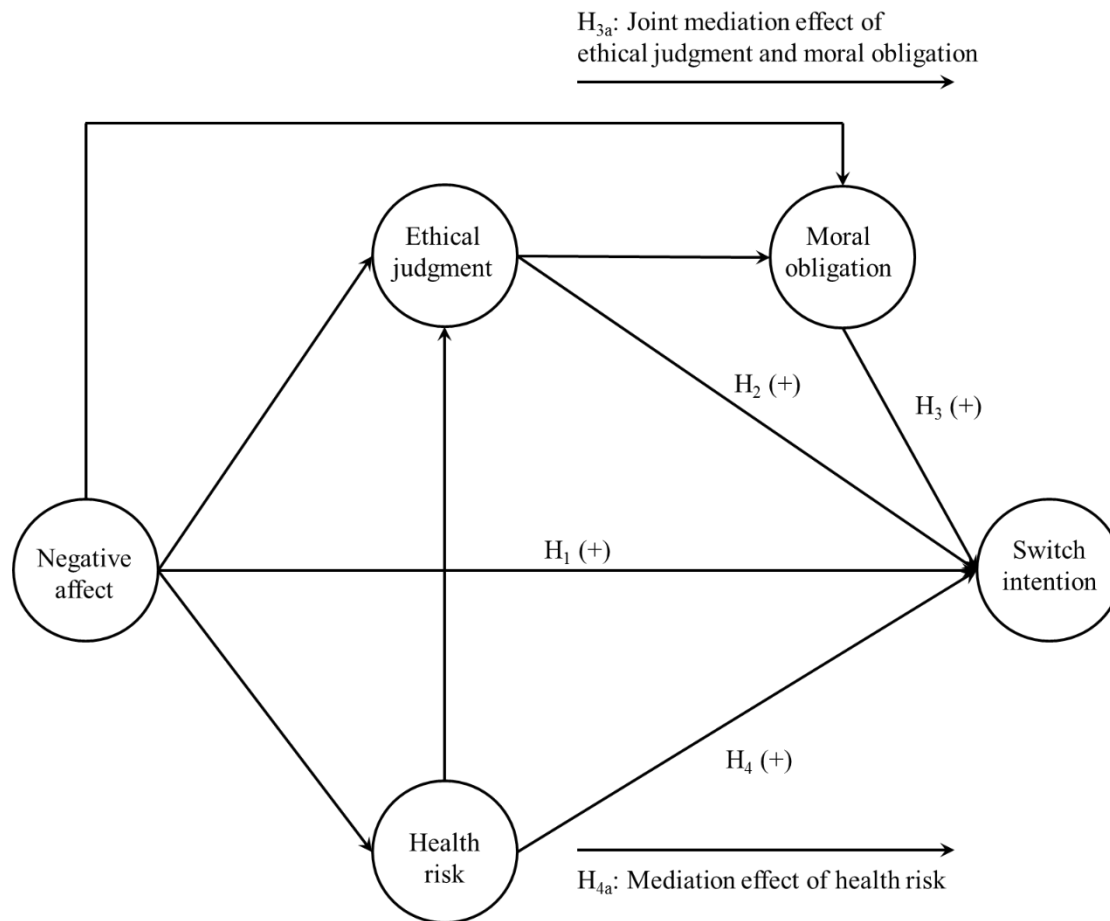 H3a: Joint mediation effect of
ethical judgment and moral obligation
Ethical
judgment
Moral
obligation
H2 (+)
H3 (+)
Negative
affect
H1 (+)
Switch
intention
H4 (+)
Health
risk
H4a: Mediation effect of health risk